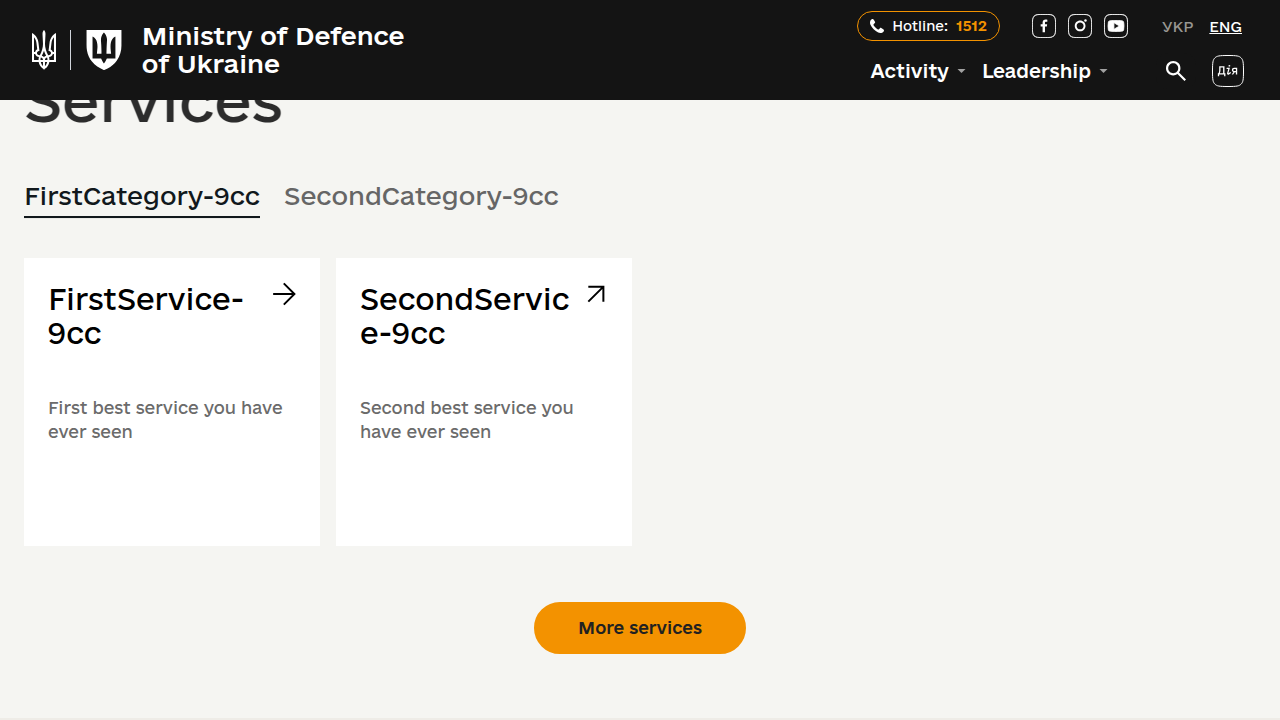 Ministry of Defence
of Ukraine
Hotline: 1512
УКР ENG
Activity Leadership
Дія
Services
FirstCategory-9cc SecondCategory-9cc
FirstService-
9cc
First best service you have
ever seen
SecondServic
e-9cc
Second best service you
have ever seen
More services